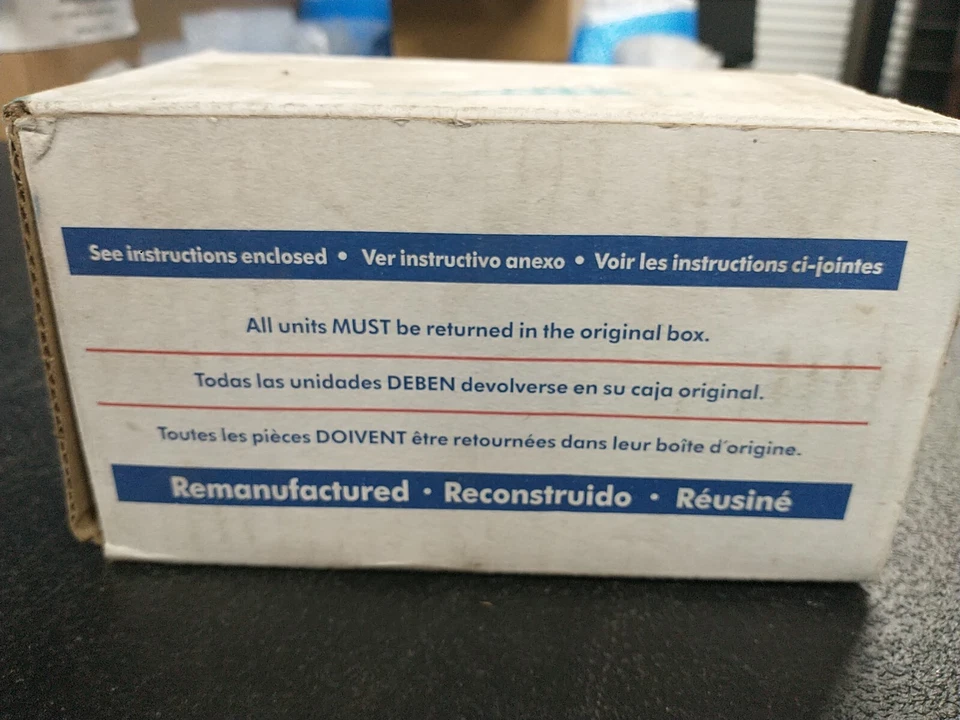 See instructions enclosed • Ver instructivo anexo • Voir les instructions ci-jointes
All units MUST be returned in the original box.
Todas las unidades DEBEN devolverse en su caja original.
Toutes les pièces DOIVENT être retournées dans leur boîte d'origine.
Remanufactured • Reconstruido • Réusiné